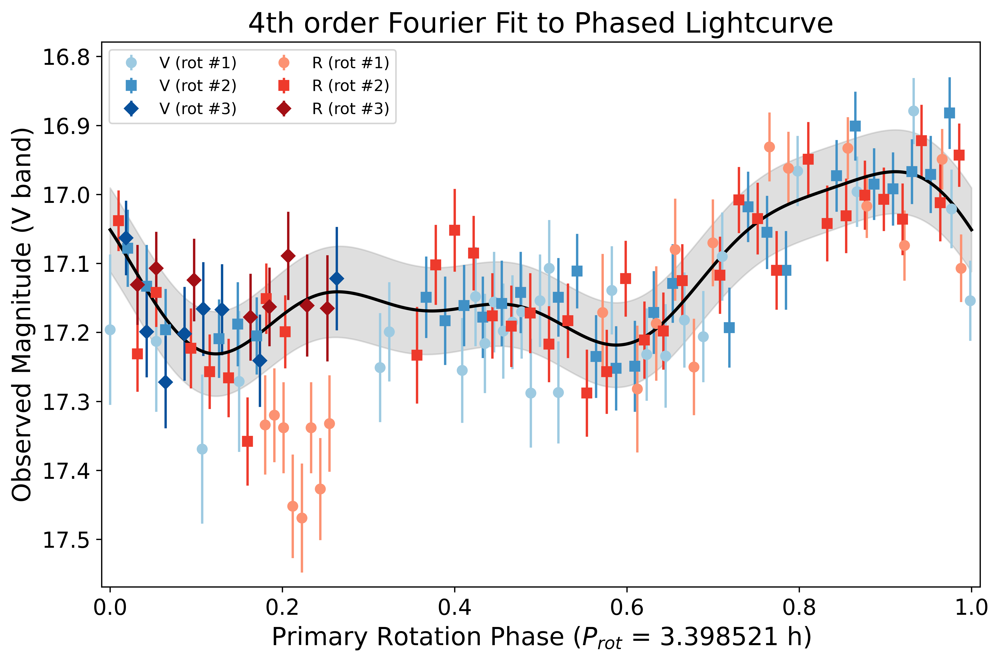 4th order Fourier Fit to Phased Lightcurve
Observed Magnitude (V band)
16.8
16.9
17.0
17.1
17.2
17.3
17.4
17.5
V (rot #1)
V (rot #2)
V (rot #3)
R (rot #1)
R (rot #2)
R (rot #3)
0.0 0.2 0.4 0.6 0.8 1.0
Primary Rotation Phase (P_rot = 3.398521 h)